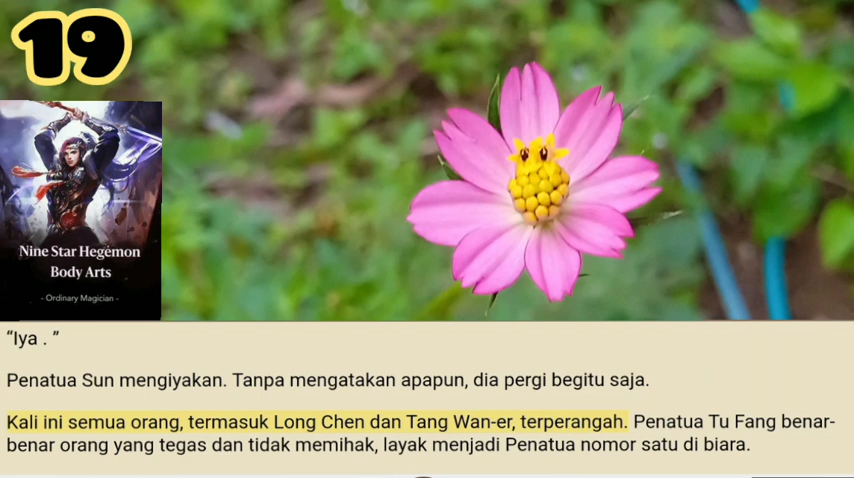 19
Nine Star Hegemon
Body Arts
- Ordinary Magician -
“Iya . ”
Penatua Sun mengiyakan. Tanpa mengatakan apapun, dia pergi begitu saja.
Kali ini semua orang, termasuk Long Chen dan Tang Wan-er, terperangah. Penatua Tu Fang benar-
benar orang yang tegas dan tidak memihak, layak menjadi Penatua nomor satu di biara.